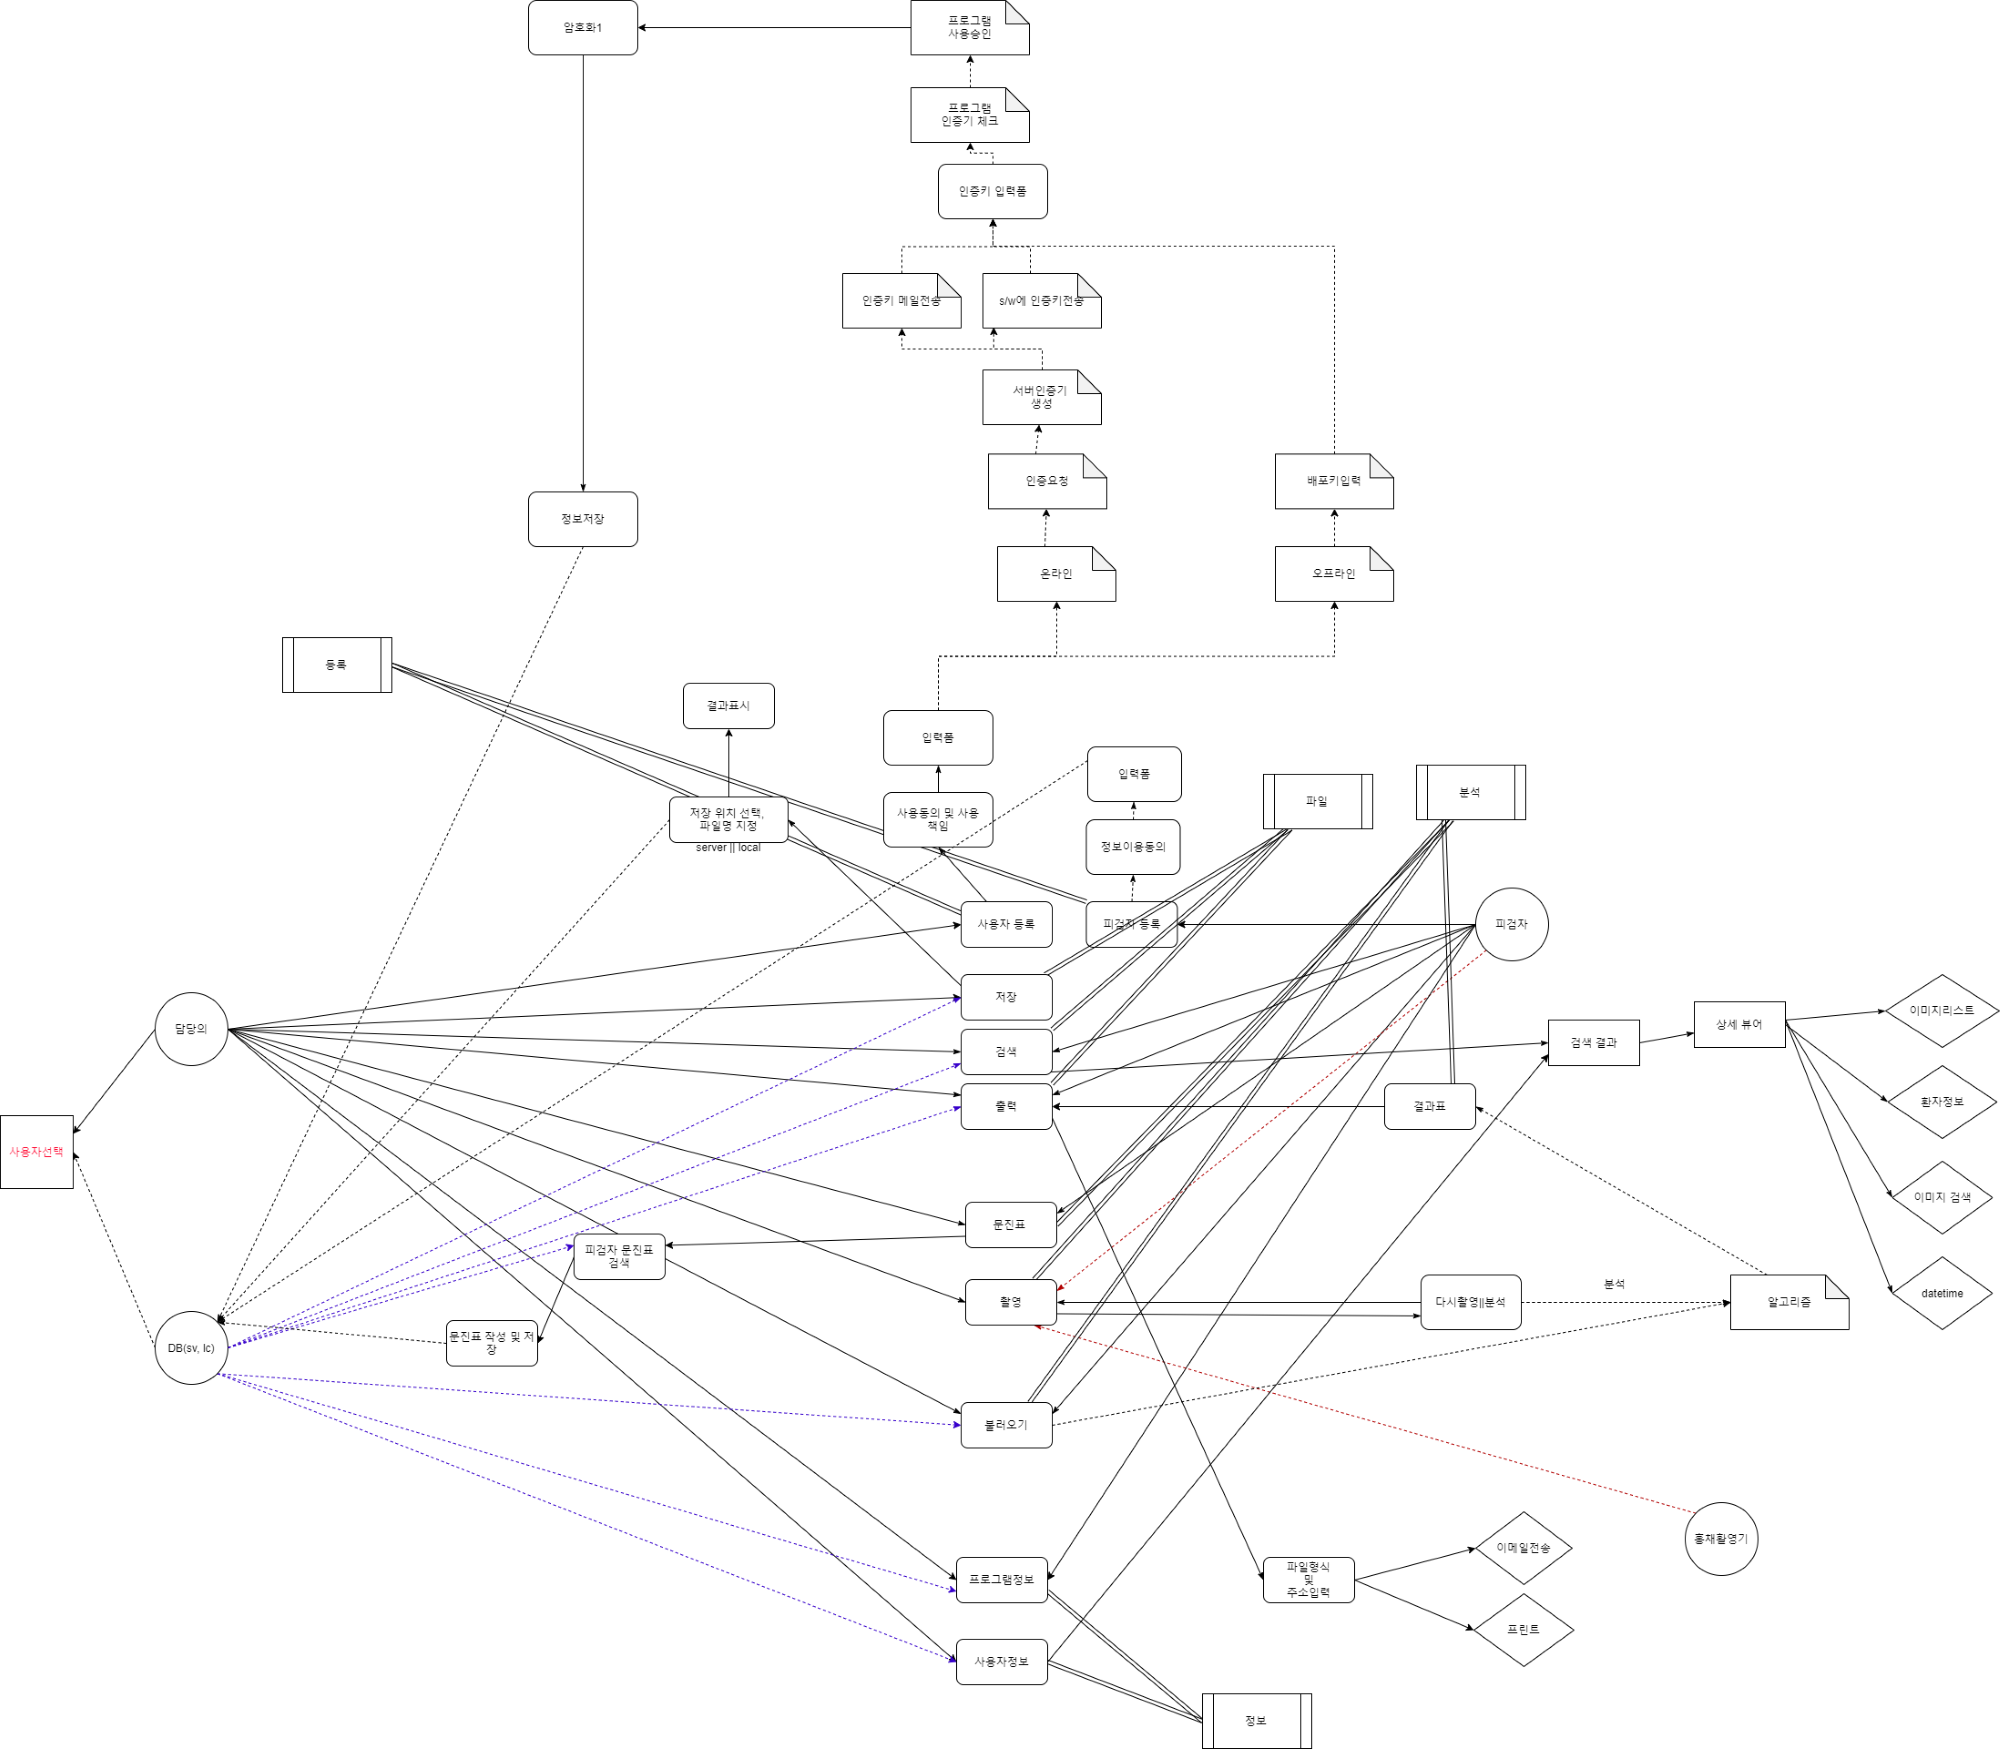 암호화1
프로그램
사용승인
프로그램
인증기 체크
인증키 입력폼
인증키 메일전송
s/w에 인증키전송
서버인증기
생성
인증요청
배포키입력
정보저장
온라인
오프라인
등록
결과표시
입력폼
입력폼
파일
분석
저장 위치 선택,
파일명 지정
server || local
사용동의 및 사용
책임
정보이용동의
사용자 등록
피검자 등록
피검자
저장
담당의
검색
검색 결과
상세 뷰어
이미지리스트
출력
결과표
환자정보
사용자선택
문진표
이미지 검색
피검자 문진표
검색
촬영
다시촬영||분석
분석
알고리즘
datetime
DB(sv, lc)
문진표 작성 및 저
장
불러오기
홍채촬영기
프로그램정보
파일형식
및
주소입력
이메일전송
프린트
사용자정보
정보